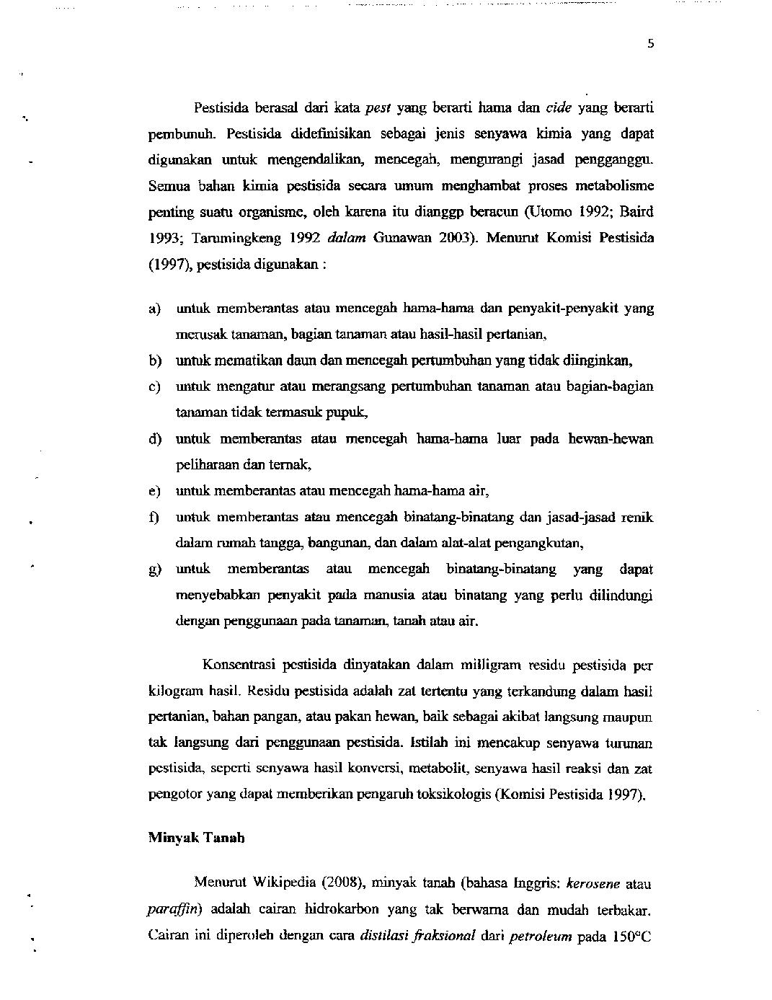 5
Pestisida berasal dari kata pest yang berarti hama dan cide yang berarti
pembunuh. Pestisida didefinisikan sebagai jenis senyawa kimia yang dapat
digunakan untuk mengendalikan, mencegah, mengurangi jasad pengganggu.
Semua bahan kimia pestisida secara umum menghambat proses metabolisme
penting suatu organisme, oleh karena itu dianggp beracun (Utomo 1992; Baird
1993; Tarumingkeng 1992 dalam Gunawan 2003). Menurut Komisi Pestisida
(1997), pestisida digunakan :
a) untuk memberantas atau mencegah hama-hama dan penyakit-penyakit yang
merusak tanaman, bagian tanaman atau hasil-hasil pertanian,
b) untuk mematikan daun dan mencegah pertumbuhan yang tidak diinginkan,
c) untuk mengatur atau merangsang pertumbuhan tanaman atau bagian-bagian
tanaman tidak termasuk pupuk,
d) untuk memberantas atau mencegah hama-hama luar pada hewan-hewan
peliharaan dan ternak,
e) untuk memberantas atau mencegah hama-hama air,
f) untuk memberantas atau mencegah binatang-binatang dan jasad-jasad renik
dalam rumah tangga, bangunan, dan dalam alat-alat pengangkutan,
g) untuk memberantas atau mencegah binatang-binatang yang dapat
menyebabkan penyakit pada manusia atau binatang yang perlu dilindungi
dengan penggunaan pada tanaman, tanah atau air.
Konsentrasi pestisida dinyatakan dalam milligram residu pestisida per
kilogram hasil. Residu pestisida adalah zat tertentu yang terkandung dalam hasil
pertanian, bahan pangan, atau pakan hewan, baik sebagai akibat langsung maupun
tak langsung dari penggunaan pestisida. Istilah ini mencakup senyawa turunan
pestisida, seperti senyawa hasil konversi, metabolit, senyawa hasil reaksi dan zat
pengotor yang dapat memberikan pengaruh toksikologis (Komisi Pestisida 1997).
Minyak Tanah
Menurut Wikipedia (2008), minyak tanah (bahasa Inggris: kerosene atau
paraffin) adalah cairan hidrokarbon yang tak berwarna dan mudah terbakar.
Cairan ini diperoleh dengan cara distilasi fraksional dari petroleum pada 150°C